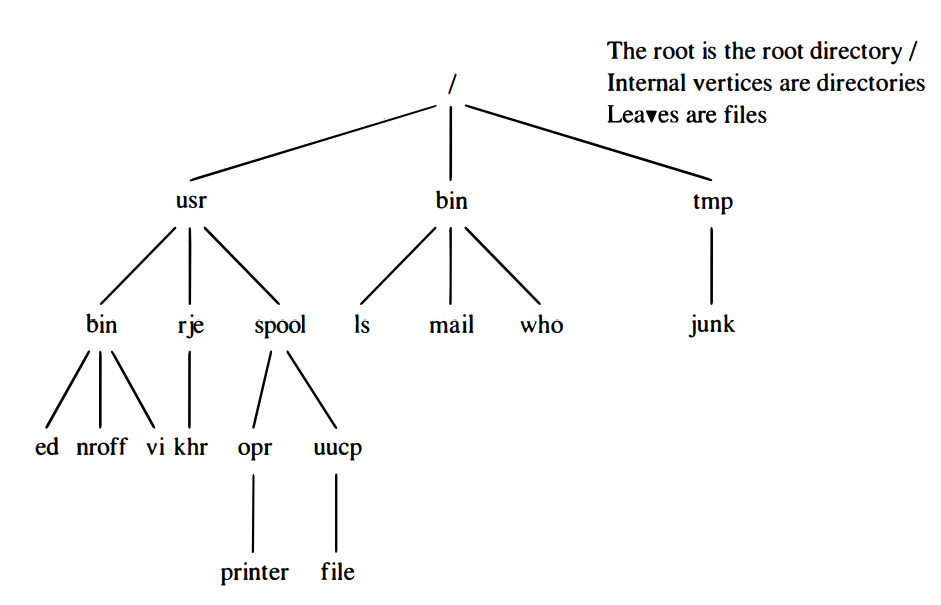 The root is the root directory /
/
Internal vertices are directories
Leaves are files
usr bin tmp
bin rje spool ls mail who junk
ed nroff vi khr opr uucp
printer file